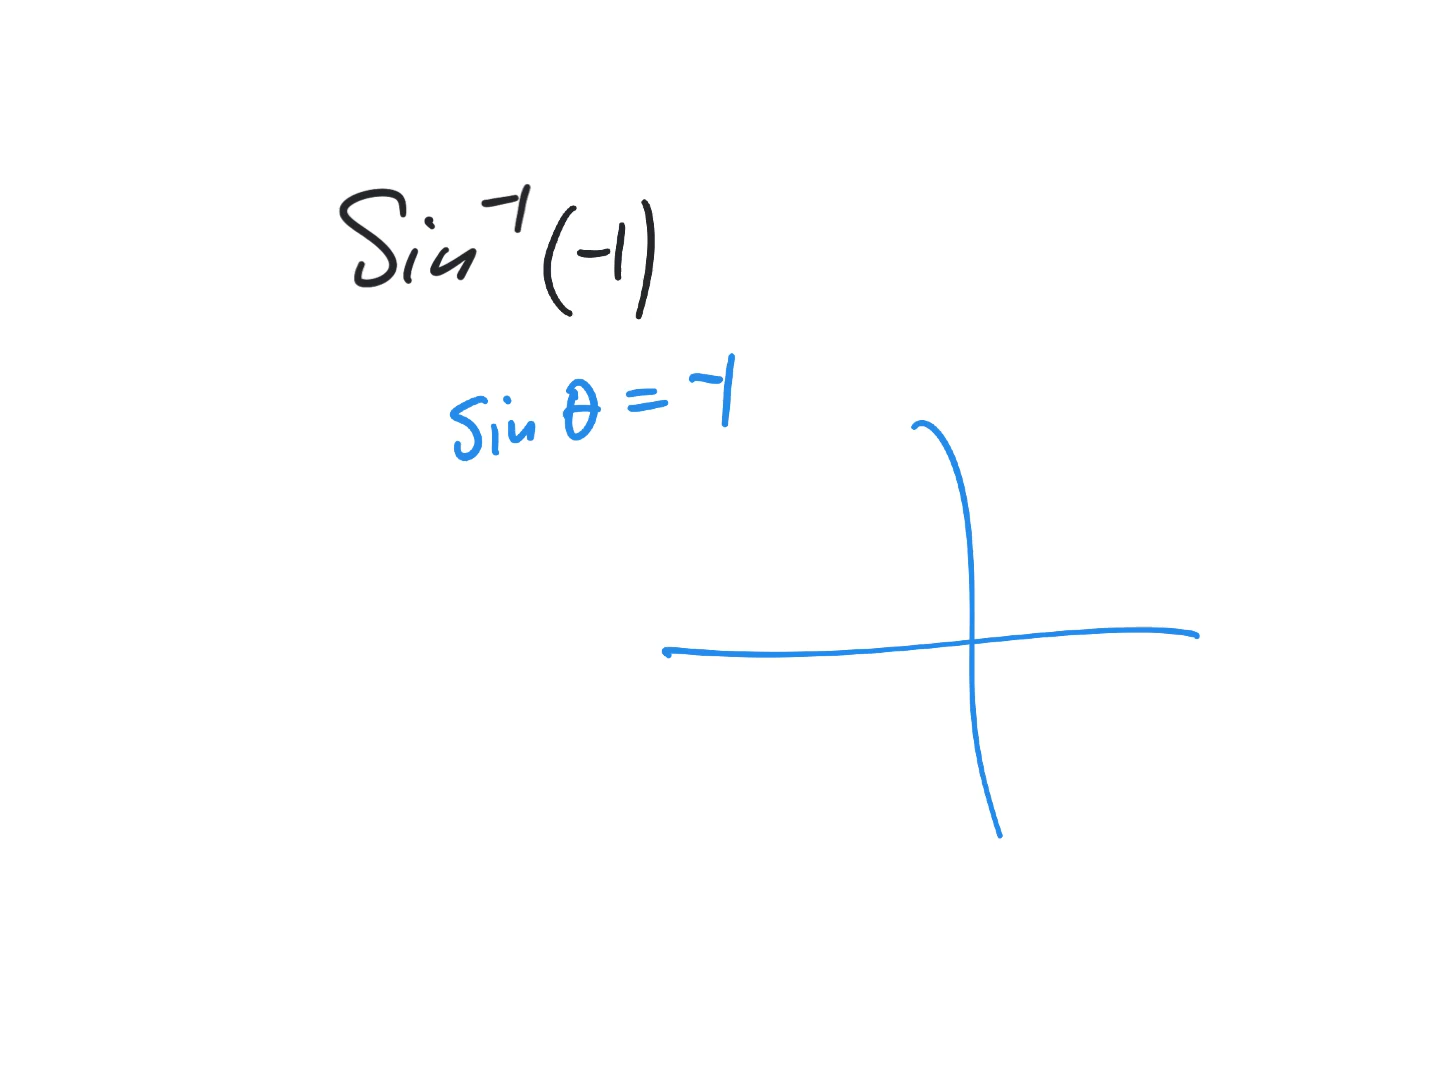 Sin⁻¹(-1)
sin θ = -1